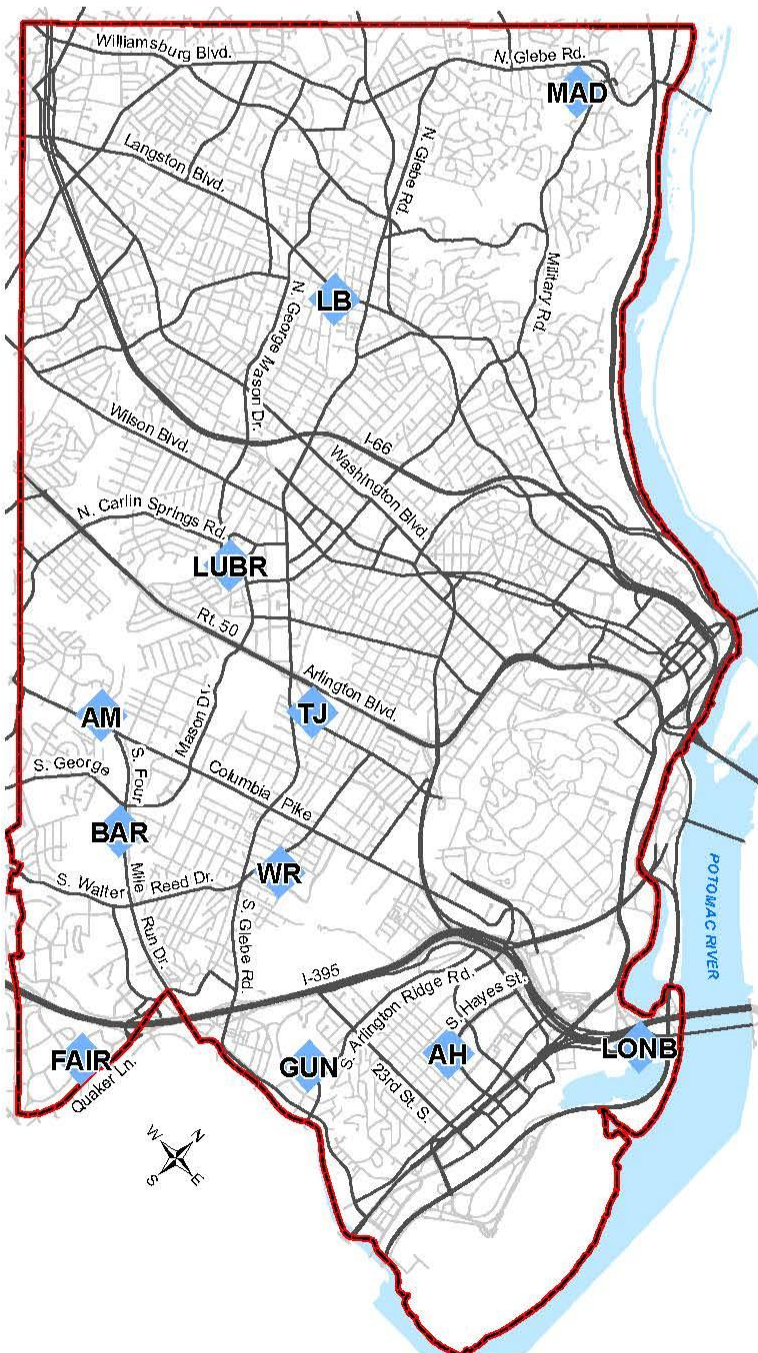 Williamsburg Blvd.
N. Glebe Rd.
MAD
Langston Blvd.
N. Glebe Rd.
Military Rd.
LB
N. George Mason Dr.
Wilson Blvd.
I-66
Washington Blvd.
N. Carlin Springs Rd.
LUBR
Rt. 50
Arlington Blvd.
AM
TJ
Mason Dr.
S. George
S. Four
Columbia Pike
BAR
Mile
WR
S. Walter Reed Dr.
Run Dr.
S. Glebe Rd.
POTOMAC RIVER
I-395
S. Arlington Ridge Rd.
S. Hayes St.
FAIR
GUN
AH
LONB
Quaker Ln.
23rd St. S.
W
N
S
E